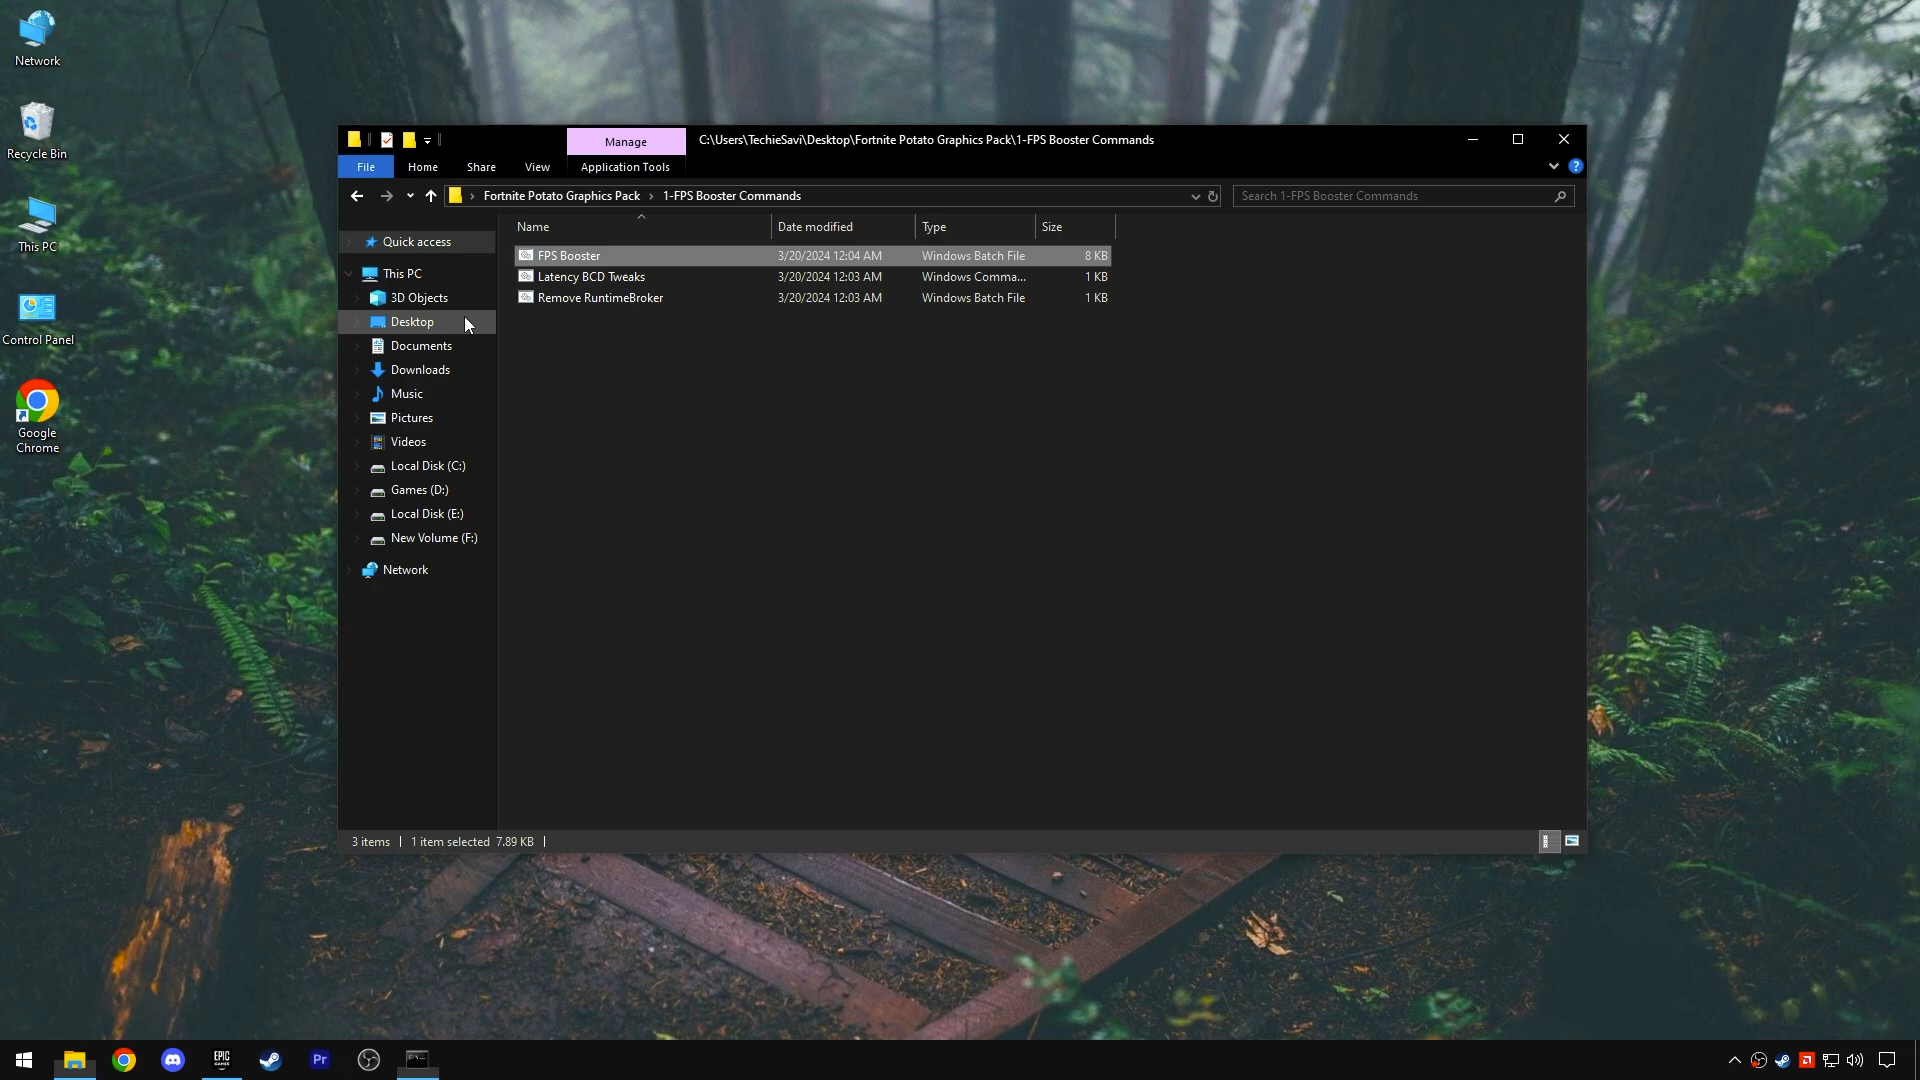 Network
Recycle Bin
This PC
Control Panel
Google
Chrome
Manage
C:\Users\TechieSavi\Desktop\Fortnite Potato Graphics Pack\1-FPS Booster Commands
File
Home
Share
View
Application Tools
Fortnite Potato Graphics Pack
1-FPS Booster Commands
Search 1-FPS Booster Commands
Name
Date modified
Type
Size
FPS Booster 3/20/2024 12:04 AM Windows Batch File 8 KB
Latency BCD Tweaks 3/20/2024 12:03 AM Windows Comma... 1 KB
Remove RuntimeBroker 3/20/2024 12:03 AM Windows Batch File 1 KB
Quick access
This PC
3D Objects
Desktop
Documents
Downloads
Music
Pictures
Videos
Local Disk (C:)
Games (D:)
Local Disk (E:)
New Volume (F:)
Network
3 items
1 item selected 7.89 KB
EPIC
GAMES
Pr